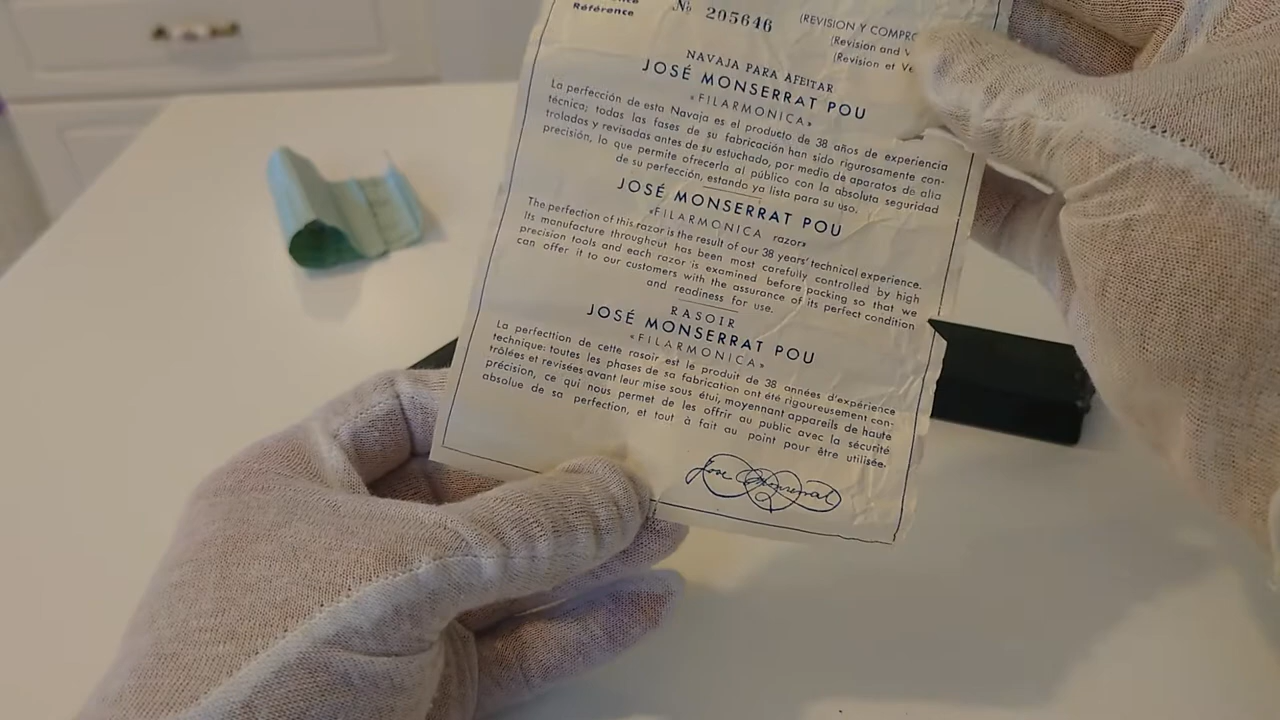 Référence
№ 205646
(REVISION Y COMPRO
(Revision and V
(Revision et Ve
NAVAJA PARA AFEITAR
JOSÉ MONSERRAT POU
«FILARMONICA»
La perfección de esta Navaja es el producto de 38 años de experiencia
técnica; todas las fases de su fabricación han sido rigurosamente con-
troladas y revisadas antes de su estuchado, por medio de aparatos de alta
precisión, lo que permite ofrecerla al público con la absoluta seguridad
de su perfección, estando ya lista para su uso.
JOSÉ MONSERRAT POU
«FILARMONICA razor»
The perfection of this razor is the result of our 38 years' technical experience.
Its manufacture throughout has been most carefully controlled by high
precision tools and each razor is examined before packing so that we
can offer it to our customers with the assurance of its perfect condition
and readiness for use.
RASOIR
JOSÉ MONSERRAT POU
«FILARMONICA»
La perfecttion de cette rasoir est le produit de 38 années d'expérience
technique: toutes les phases de sa fabrication ont été rigoureusement con-
trôlées et revisées avant leur mise sous étui, moyennant appareils de haute
précision, ce qui nous permet de les offrir au public avec la sécurité
absolue de sa perfection, et tout à fait au point pour être utilisée.
Jose Monserrat